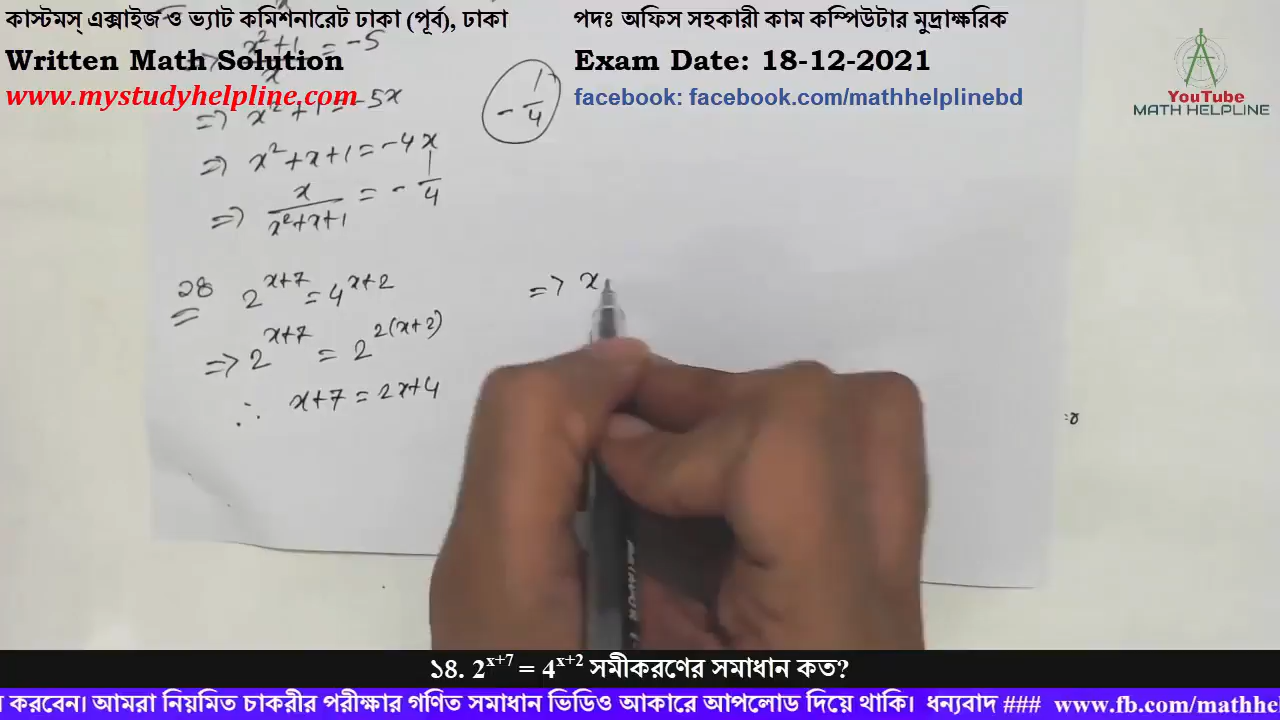 কাস্টমস্ এক্সাইজ ও ভ্যাট কমিশনারেট ঢাকা (পূর্ব), ঢাকা
পদঃ অফিস সহকারী কাম কম্পিউটার মুদ্রাক্ষরিক
Written Math Solution
Exam Date: 18-12-2021
www.mystudyhelpline.com
facebook: facebook.com/mathhelplinebd
YouTube
MATH HELPLINE
=> (x²+1)/x = -5
=> x²+1 = -5x
=> x²+x+1 = -4x
=> x/(x²+x+1) = -1/4
-1/4
১৪ 2^(x+7) = 4^(x+2)
=> 2^(x+7) = 2^(2(x+2))
∴ x+7 = 2x+4
=> x
=8
১৪. 2^(x+7) = 4^(x+2) সমীকরণের সমাধান কত?
করবেন। আমরা নিয়মিত চাকরীর পরীক্ষার গণিত সমাধান ভিডিও আকারে আপলোড দিয়ে থাকি। ধন্যবাদ ### www.fb.com/mathhe